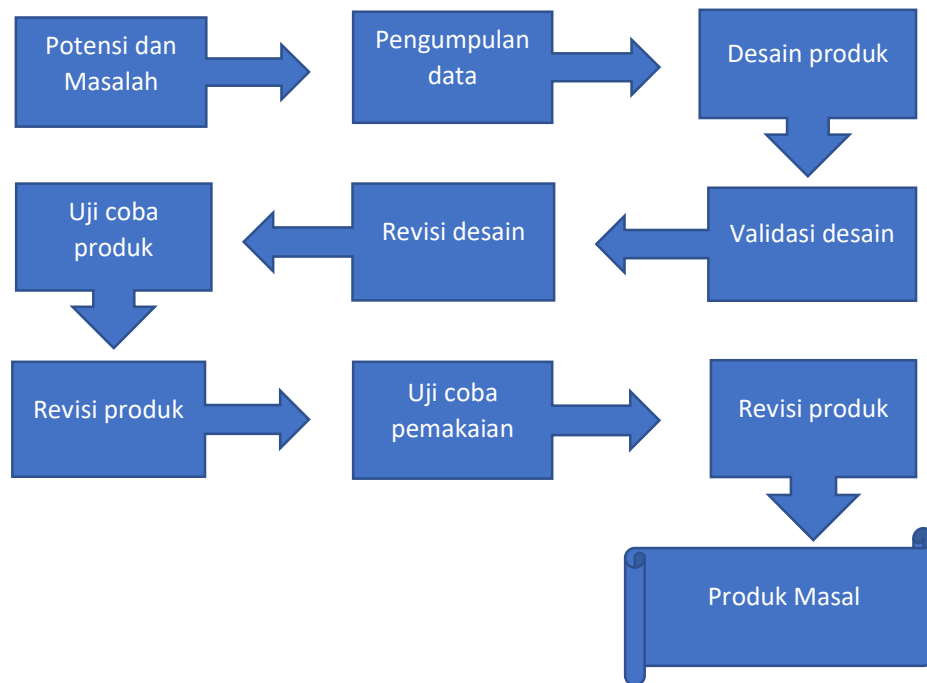 Potensi dan
Masalah
Pengumpulan
data
Desain produk
Validasi desain
Revisi desain
Uji coba
produk
Revisi produk
Uji coba
pemakaian
Revisi produk
Produk Masal